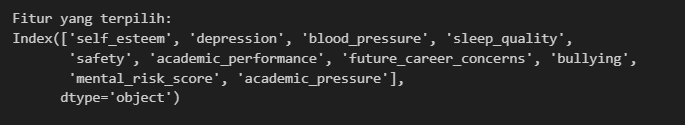 Fitur yang terpilih:
Index(['self_esteem', 'depression', 'blood_pressure', 'sleep_quality',
'safety', 'academic_performance', 'future_career_concerns', 'bullying',
'mental_risk_score', 'academic_pressure'],
dtype='object')